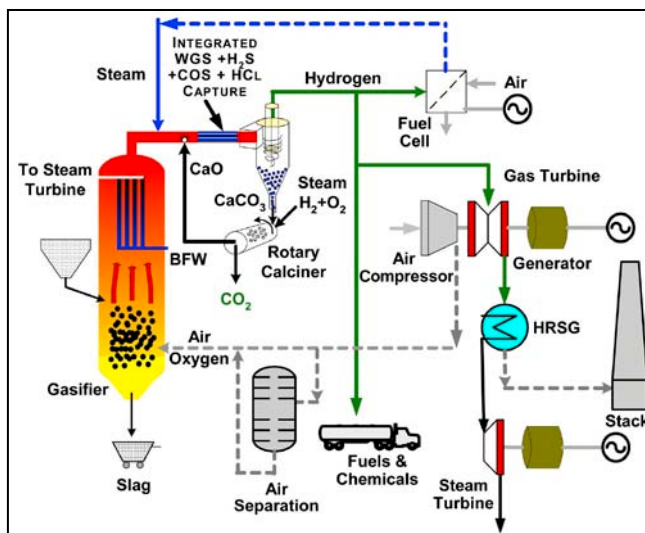 INTEGRATED
WGS +H2S
+COS + HCL
CAPTURE
Steam
Hydrogen
Air
Fuel
Cell
To Steam
Turbine
CaO
CaCO3
Steam
H2+O2
Gas Turbine
BFW
Rotary
Calciner
CO2
Air
Compressor
Generator
HRSG
Air
Oxygen
Gasifier
Stack
Slag
Air
Separation
Fuels &
Chemicals
Steam
Turbine